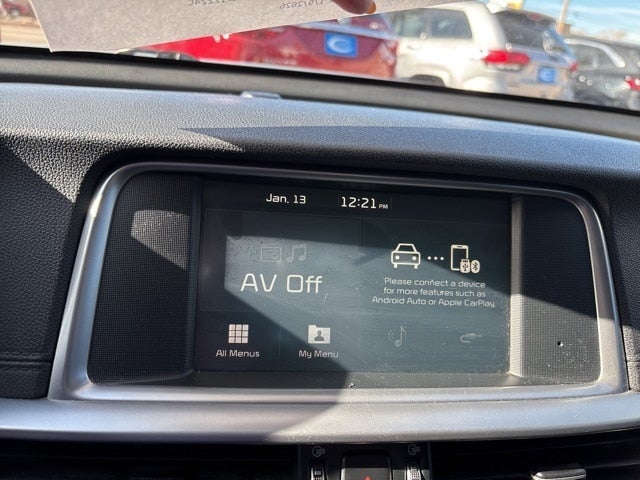 Jan. 13 12:21 PM
AV Off
Please connect a device
for more features such as
Android Auto or Apple CarPlay.
All Menus
My Menu